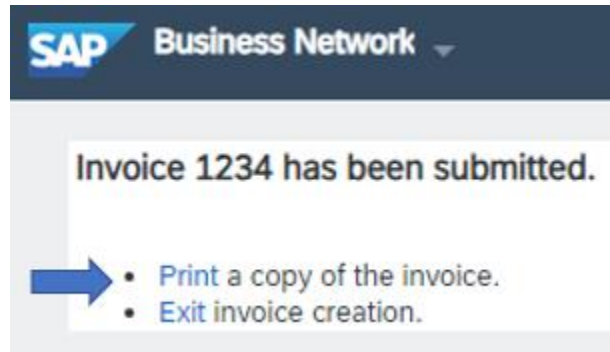 SAP Business Network
Invoice 1234 has been submitted.
• Print a copy of the invoice.
• Exit invoice creation.